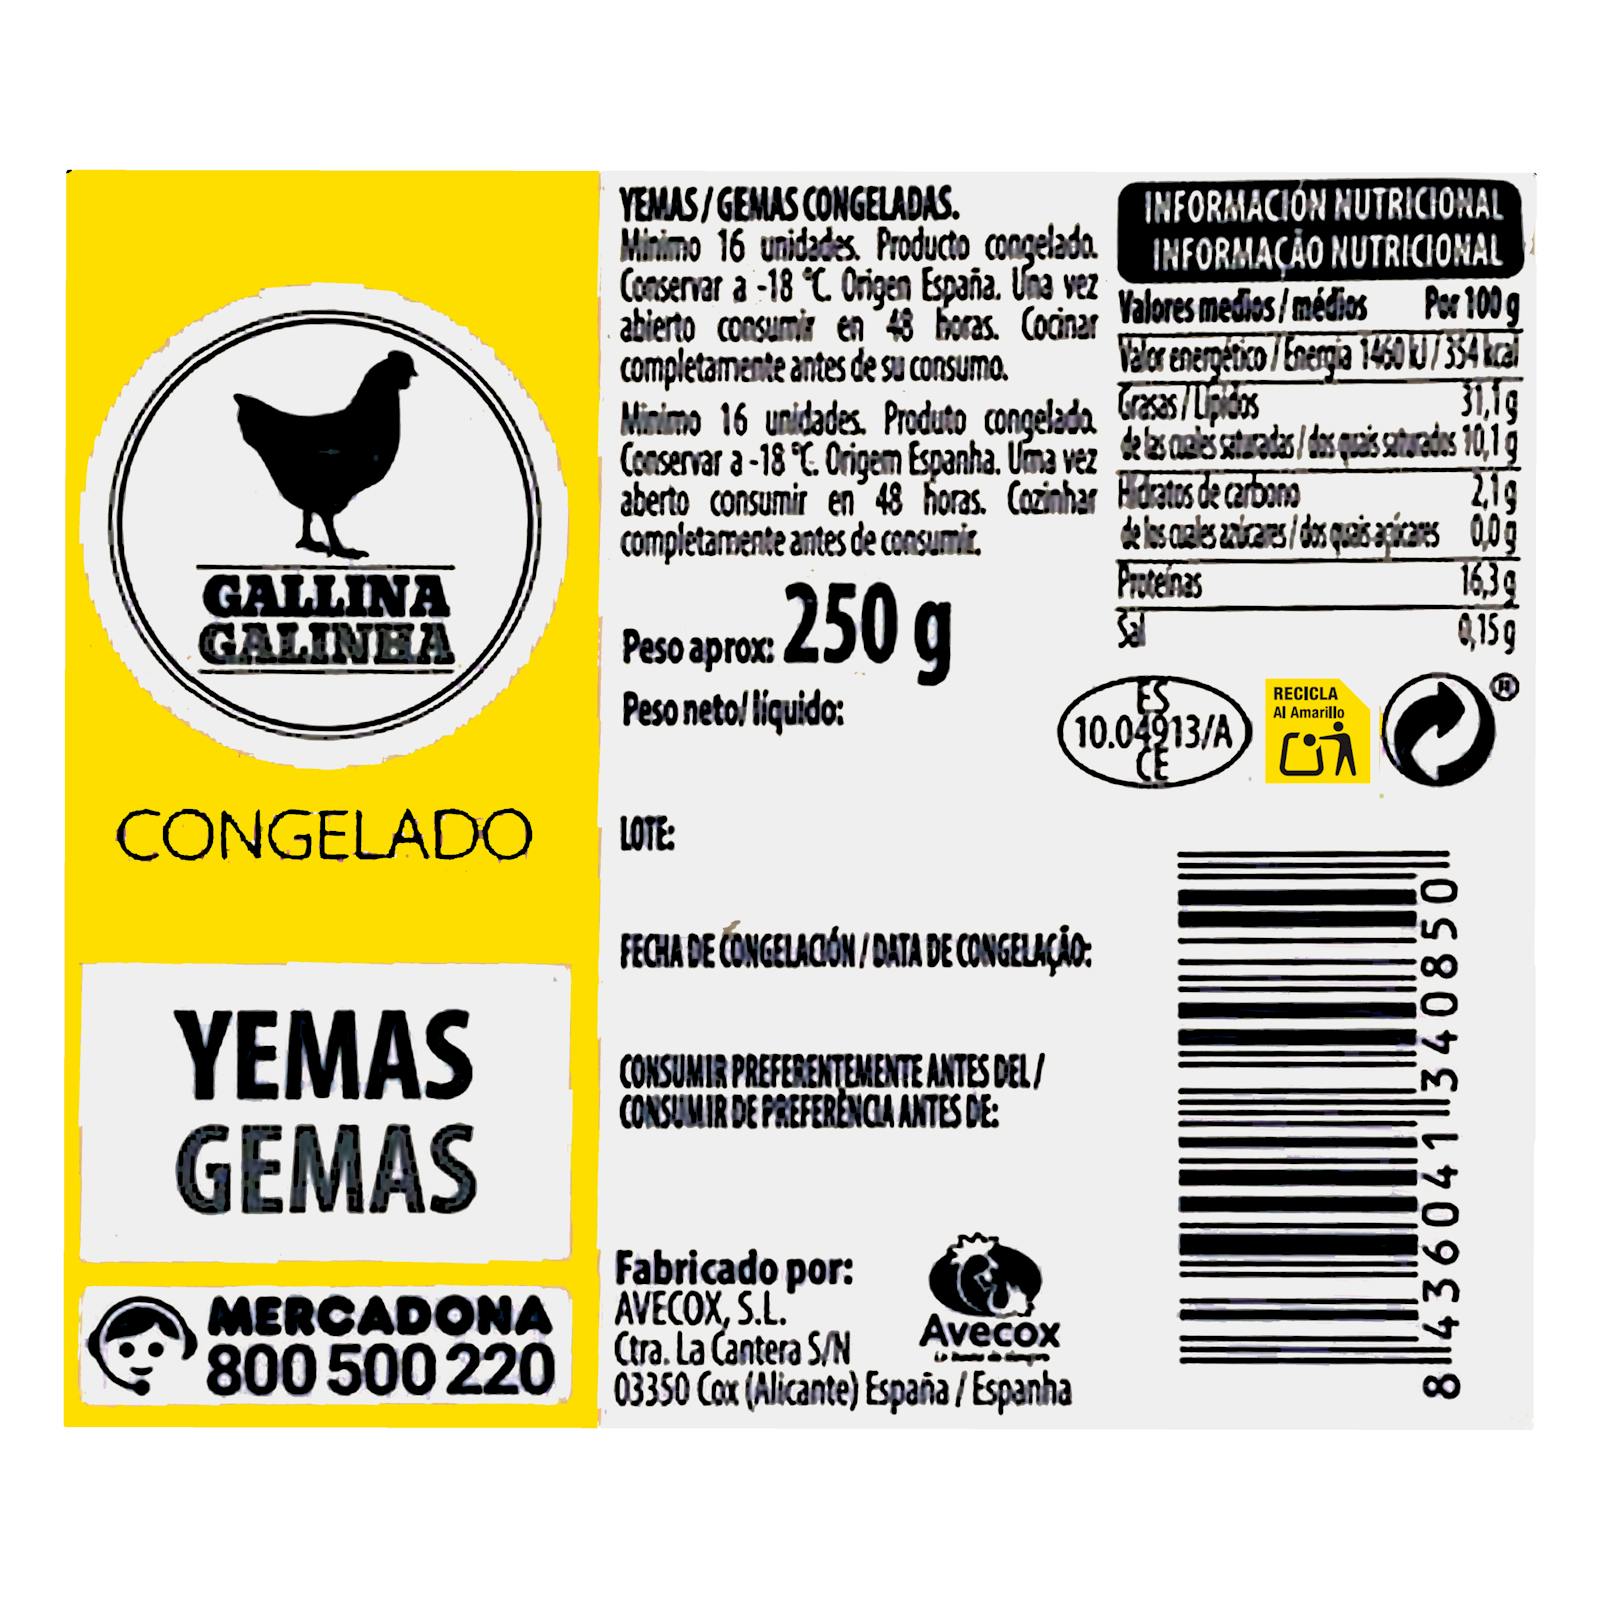 GALLINA
GALINHA
CONGELADO
YEMAS
GEMAS
MERCADONA
800 500 220
YEMAS / GEMAS CONGELADAS.
Mínimo 16 unidades. Producto congelado.
Conservar a -18 °C. Origen España. Una vez
abierto consumir en 48 horas. Cocinar
completamente antes de su consumo.
Mínimo 16 unidades. Produto congelado.
Conservar a -18 °C. Origem Espanha. Uma vez
aberto consumir en 48 horas. Cozinhar
completamente antes de consumir.
Peso aprox: 250 g
Peso neto/ líquido:
LOTE:
FECHA DE CONGELACIÓN / DATA DE CONGELAÇÃO:
CONSUMIR PREFERENTEMENTE ANTES DEL /
CONSUMIR DE PREFERÊNCIA ANTES DE:
Fabricado por:
AVECOX, S.L.
Ctra. La Cantera S/N
03350 Cox (Alicante) España / Espanha
Avecox
INFORMACIÓN NUTRICIONAL
INFORMAÇÃO NUTRICIONAL
Valores medios / médios Por 100 g
Valor energético / Energia 1460 kJ / 354 kcal
Grasas / Lípidos 31,1 g
de las cuales saturadas / dos quais saturados 10,1 g
Hidratos de carbono 2,1 g
de los cuales azúcares / dos quais açúcares 0,0 g
Proteínas 16,3 g
Sal 0,15 g
ES
10.04913/A
CE
RECICLA
Al Amarillo
®
8 436041 340850